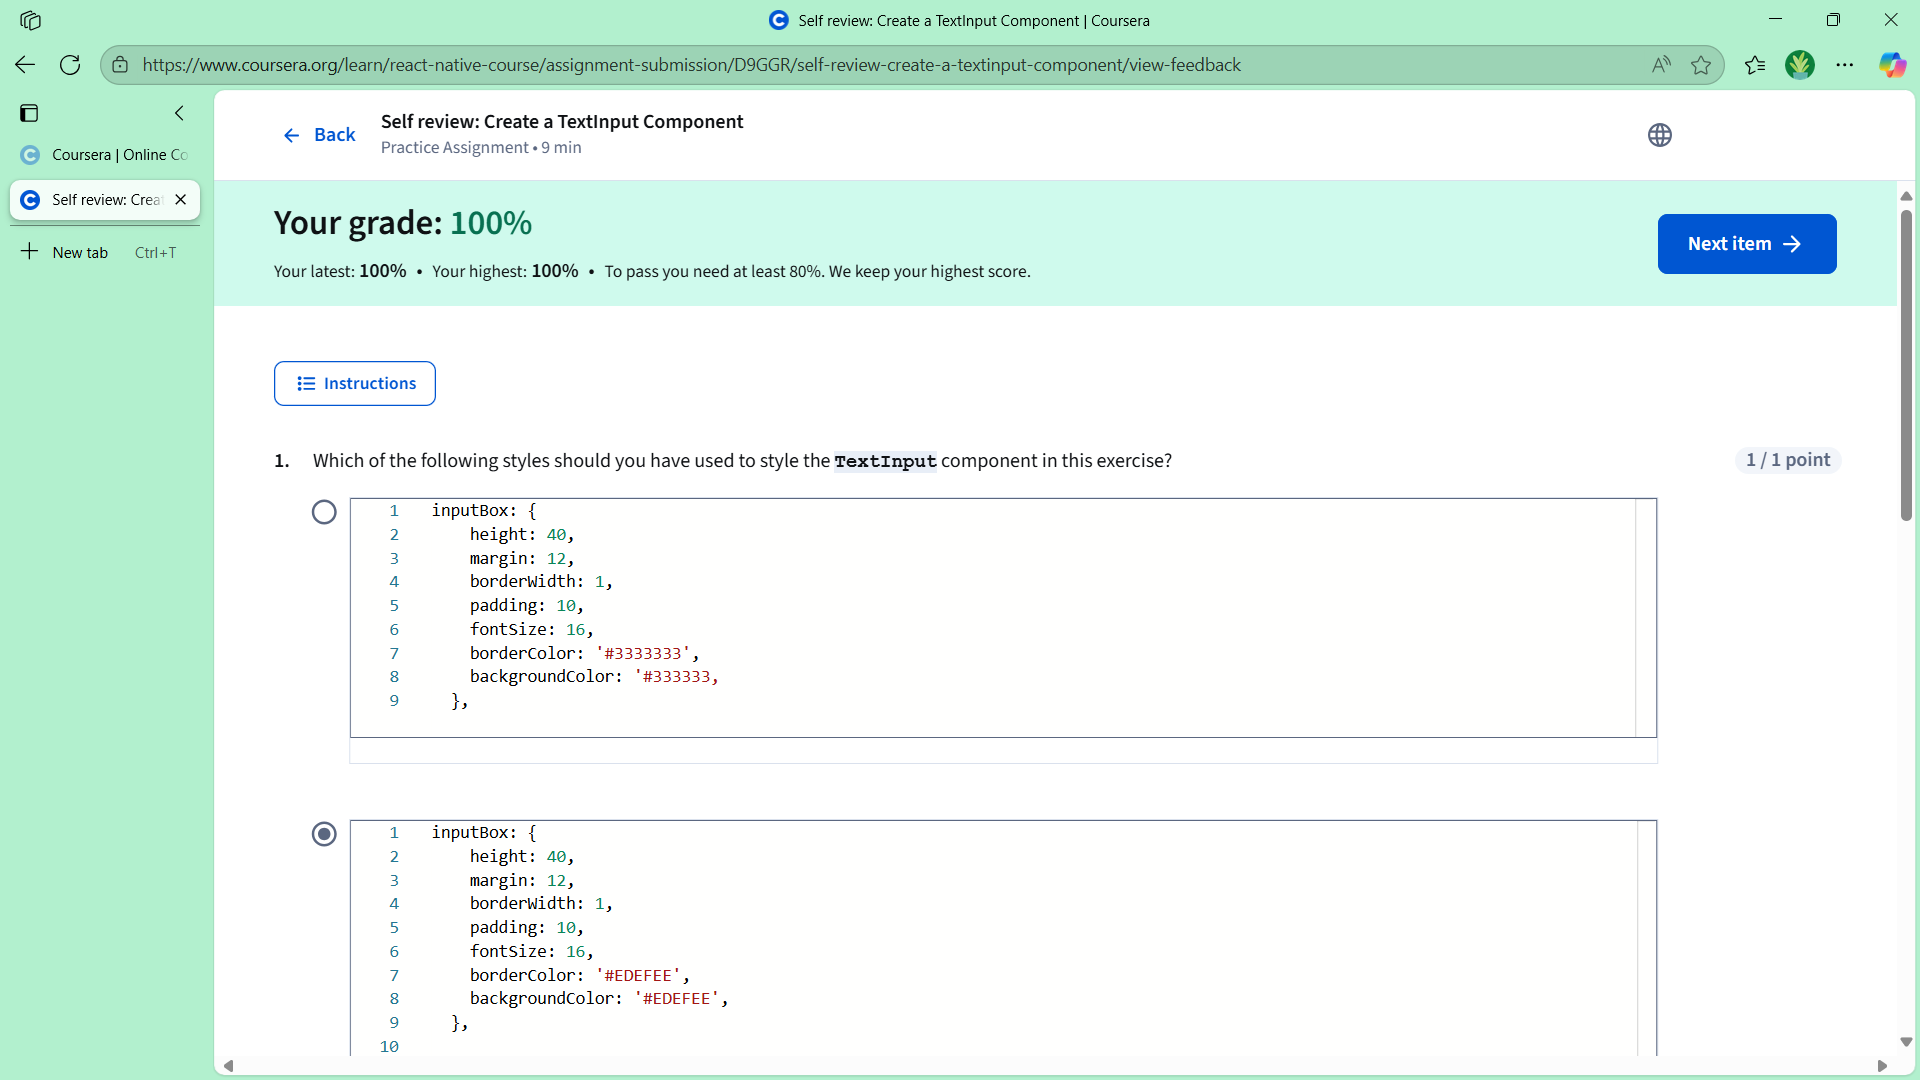 Self review: Create a TextInput Component | Coursera
https://www.coursera.org/learn/react-native-course/assignment-submission/D9GGR/self-review-create-a-textinput-component/view-feedback
Coursera | Online Co
Self review: Crea
New tab Ctrl+T
Back
Self review: Create a TextInput Component
Practice Assignment • 9 min
Your grade: 100%
Your latest: 100% • Your highest: 100% • To pass you need at least 80%. We keep your highest score.
Next item
Instructions
1. Which of the following styles should you have used to style the TextInput component in this exercise?
1 / 1 point
1 inputBox: {
2 height: 40,
3 margin: 12,
4 borderWidth: 1,
5 padding: 10,
6 fontSize: 16,
7 borderColor: '#3333333',
8 backgroundColor: '#333333,
9 },
1 inputBox: {
2 height: 40,
3 margin: 12,
4 borderWidth: 1,
5 padding: 10,
6 fontSize: 16,
7 borderColor: '#EDEFEE',
8 backgroundColor: '#EDEFEE',
9 },
10